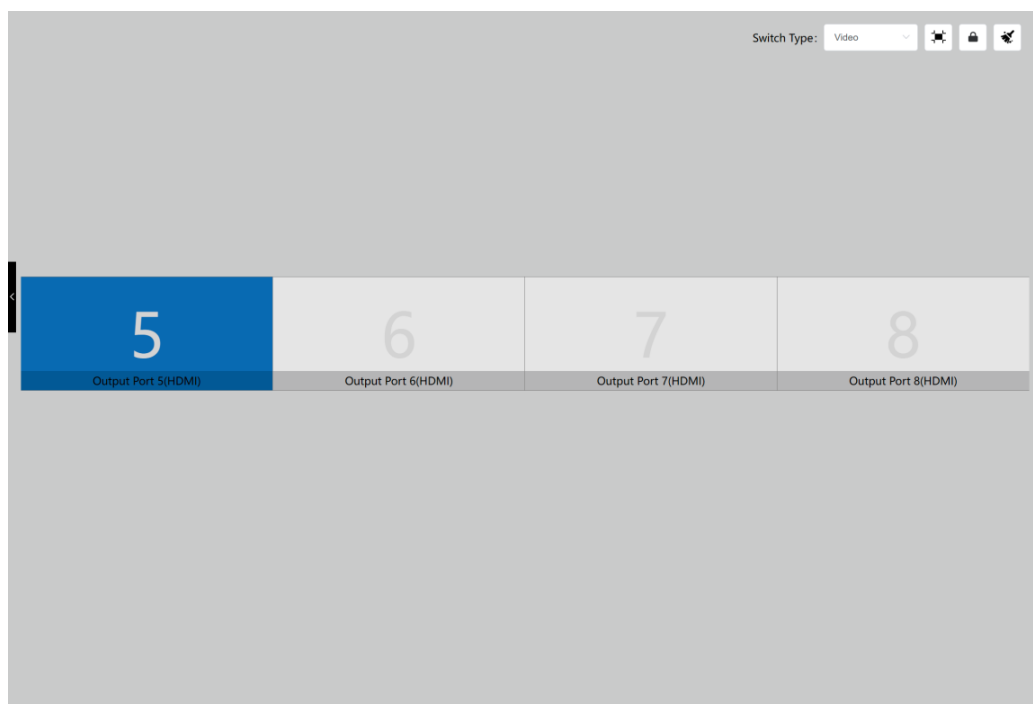 Switch Type: Video
5 6 7 8
Output Port 5(HDMI) Output Port 6(HDMI) Output Port 7(HDMI) Output Port 8(HDMI)